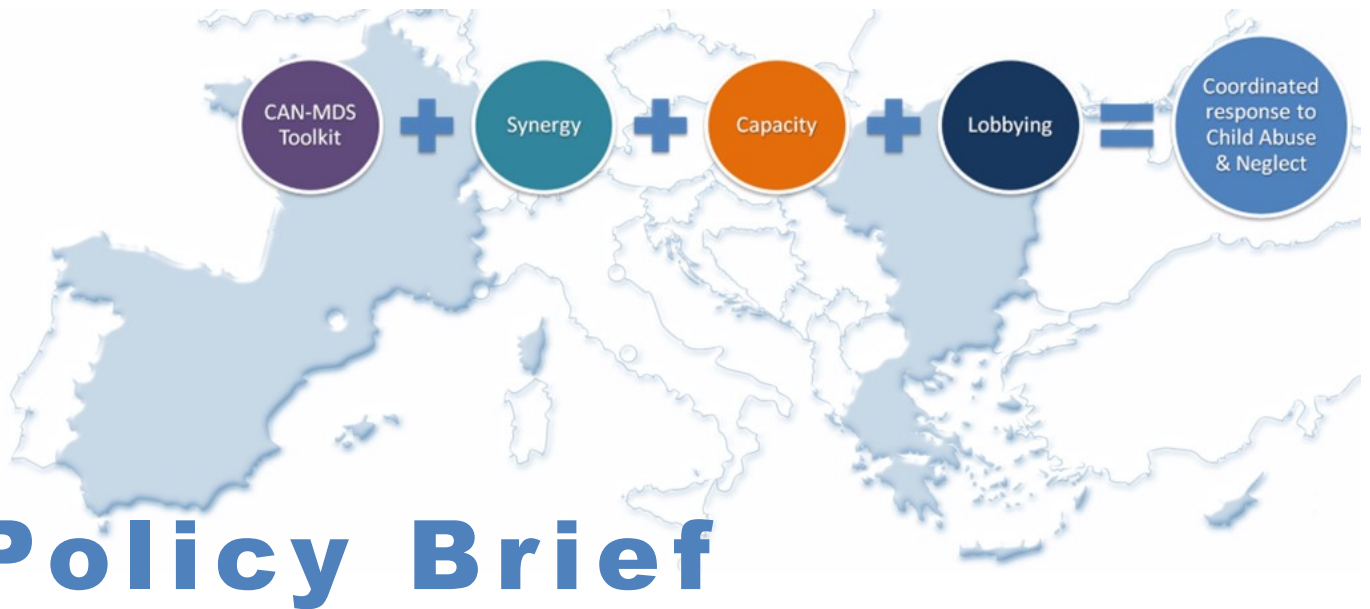 CAN-MDS
Toolkit
+
Synergy
+
Capacity
+
Lobbying
=
Coordinated
response to
Child Abuse
& Neglect
Policy Brief